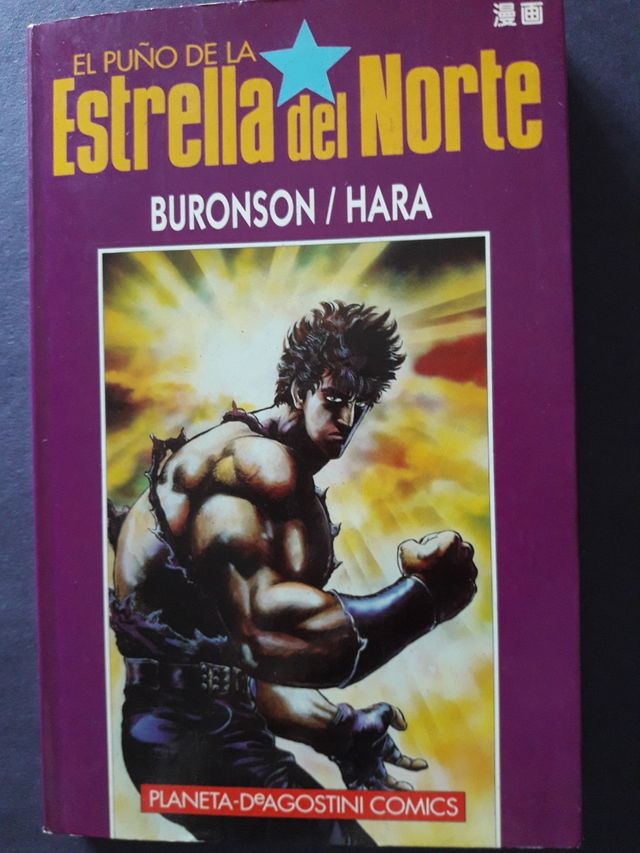 漫画
EL PUÑO DE LA
Estrella del Norte
BURONSON / HARA
PLANETA-DeAGOSTINI COMICS